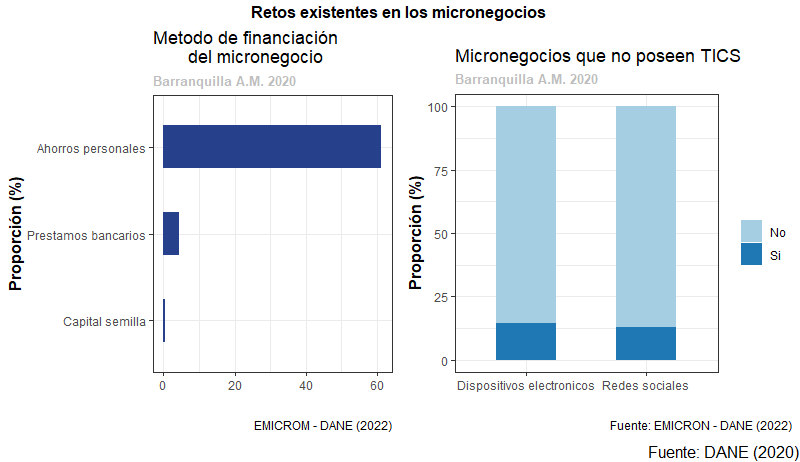 Retos existentes en los micronegocios
Metodo de financiación
del micronegocio
Barranquilla A.M. 2020
Proporción (%)
Ahorros personales
Prestamos bancarios
Capital semilla
0 20 40 60
EMICROM - DANE (2022)
Micronegocios que no poseen TICS
Barranquilla A.M. 2020
Proporción (%)
100
75
50
25
0
Dispositivos electronicos Redes sociales
No
Si
Fuente: EMICRON - DANE (2022)
Fuente: DANE (2020)